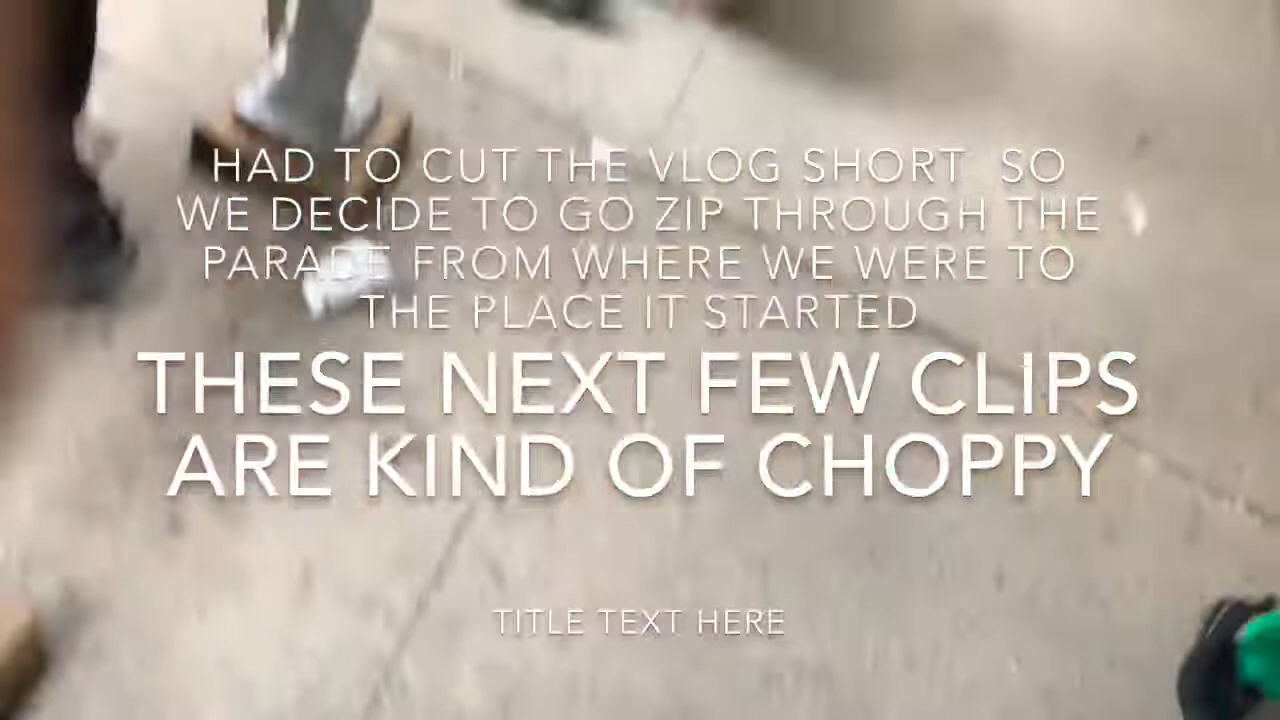 HAD TO CUT THE VLOG SHORT SO
WE DECIDE TO GO ZIP THROUGH THE
PARADE FROM WHERE WE WERE TO
THE PLACE IT STARTED
THESE NEXT FEW CLIPS
ARE KIND OF CHOPPY
TITLE TEXT HERE